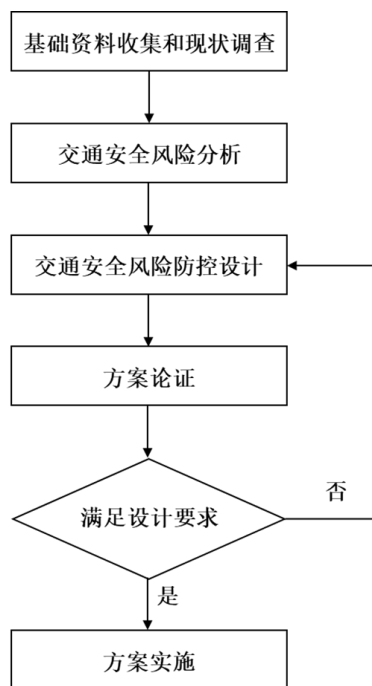 基础资料收集和现状调查
交通安全风险分析
交通安全风险防控设计
方案论证
满足设计要求
否
是
方案实施